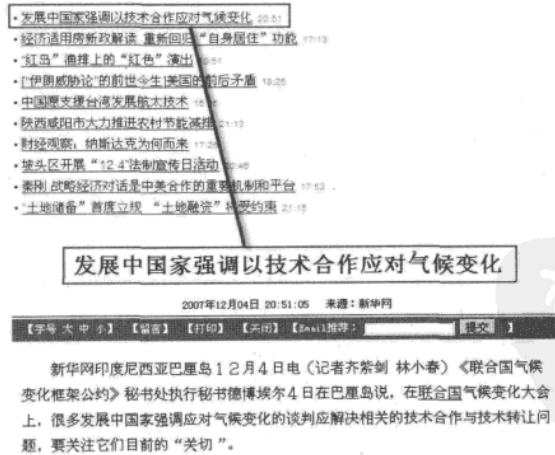 · 发展中国家强调以技术合作应对气候变化 20:51
· 经济适用房新政解读 重新回归“自身居住”功能 17:13
· “红岛”渔排上的“红色”演出
· [“伊朗威胁论”的前世今生]美国的前后矛盾
· 中国愿支援台湾发展航太技术
· 陕西咸阳市大力推进农村节能减排 21:13
· 财经观察：纳斯达克为何而来
· 坡头区开展“12·4”法制宣传日活动
· 秦刚:战略经济对话是中美合作的重要机制和平台
· “土地储备”首度立规 “土地融资”将受约束
发展中国家强调以技术合作应对气候变化
2007年12月04日 20:51:05 来源：新华网
【字号 大 中 小】 【留言】 【打印】 【关闭】 【Email推荐： 提交 】
新华网印度尼西亚巴厘岛12月4日电（记者齐紫剑 林小春）《联合国气候
变化框架公约》秘书处执行秘书德博埃尔4日在巴厘岛说，在联合国气候变化大会
上，很多发展中国家强调应对气候变化的谈判应解决相关的技术合作与技术转让问
题，要关注它们目前的“关切”。